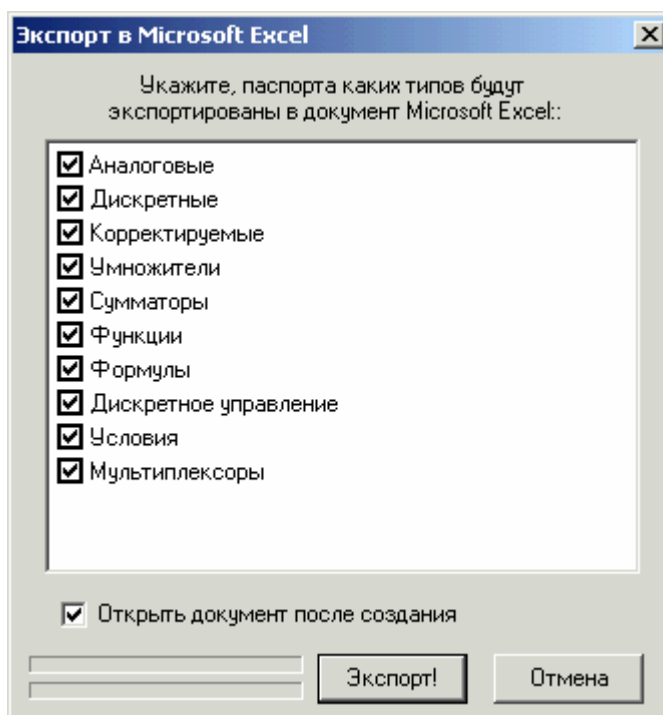 Экспорт в Microsoft Excel
Укажите, паспорта каких типов будут
экспортированы в документ Microsoft Excel::
Аналоговые
Дискретные
Корректируемые
Умножители
Сумматоры
Функции
Формулы
Дискретное управление
Условия
Мультиплексоры
Открыть документ после создания
Экспорт!
Отмена